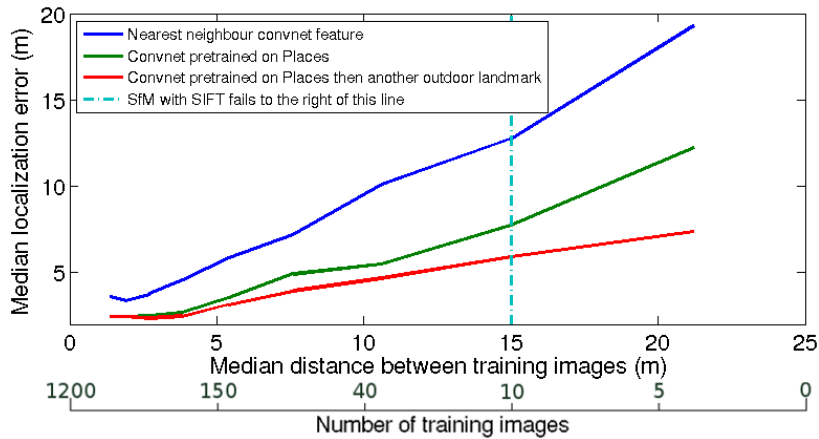 20
15
10
5
Median localization error (m)
Nearest neighbour convnet feature
Convnet pretrained on Places
Convnet pretrained on Places then another outdoor landmark
SfM with SIFT fails to the right of this line
0 5 10 15 20 25
Median distance between training images (m)
1200 150 40 10 5 0
Number of training images